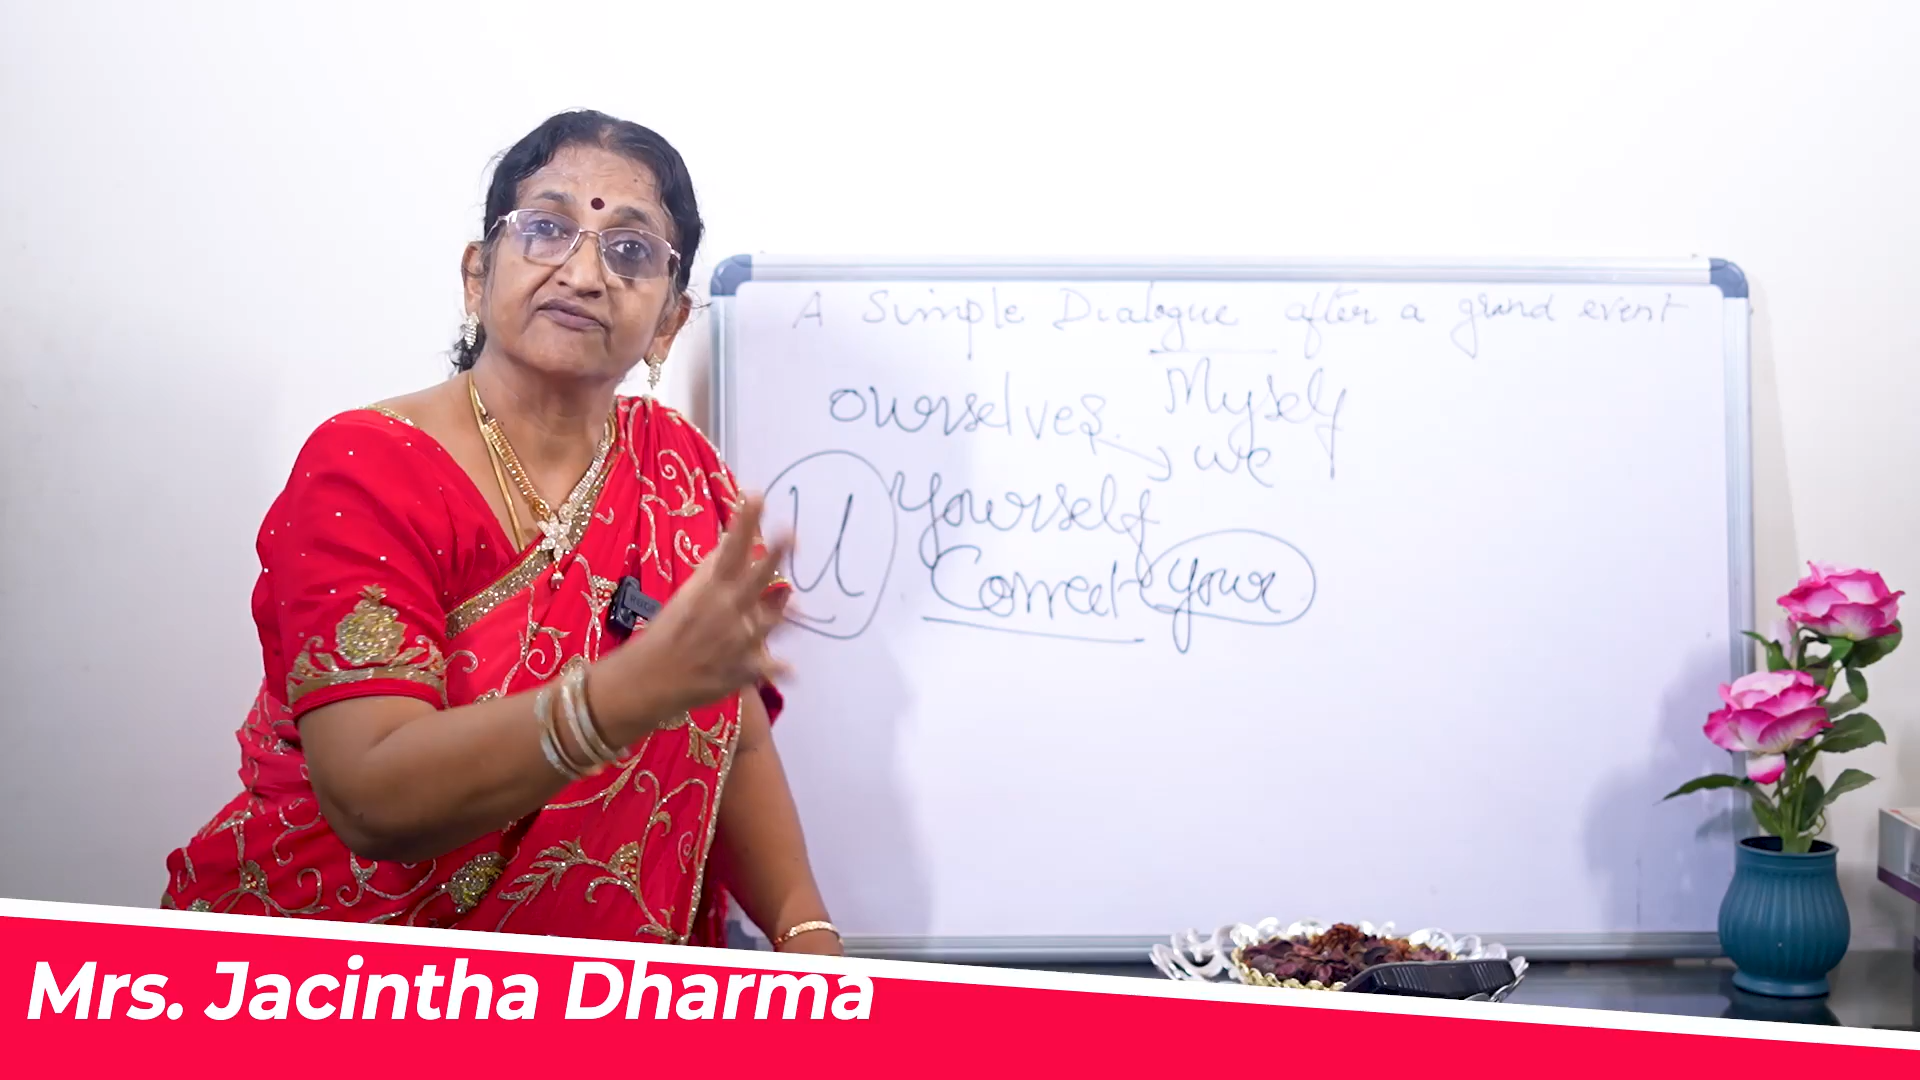 A Simple Dialogue after a grand event
ourselves Myself
we
yourself
U
Correct your
Mrs. Jacintha Dharma